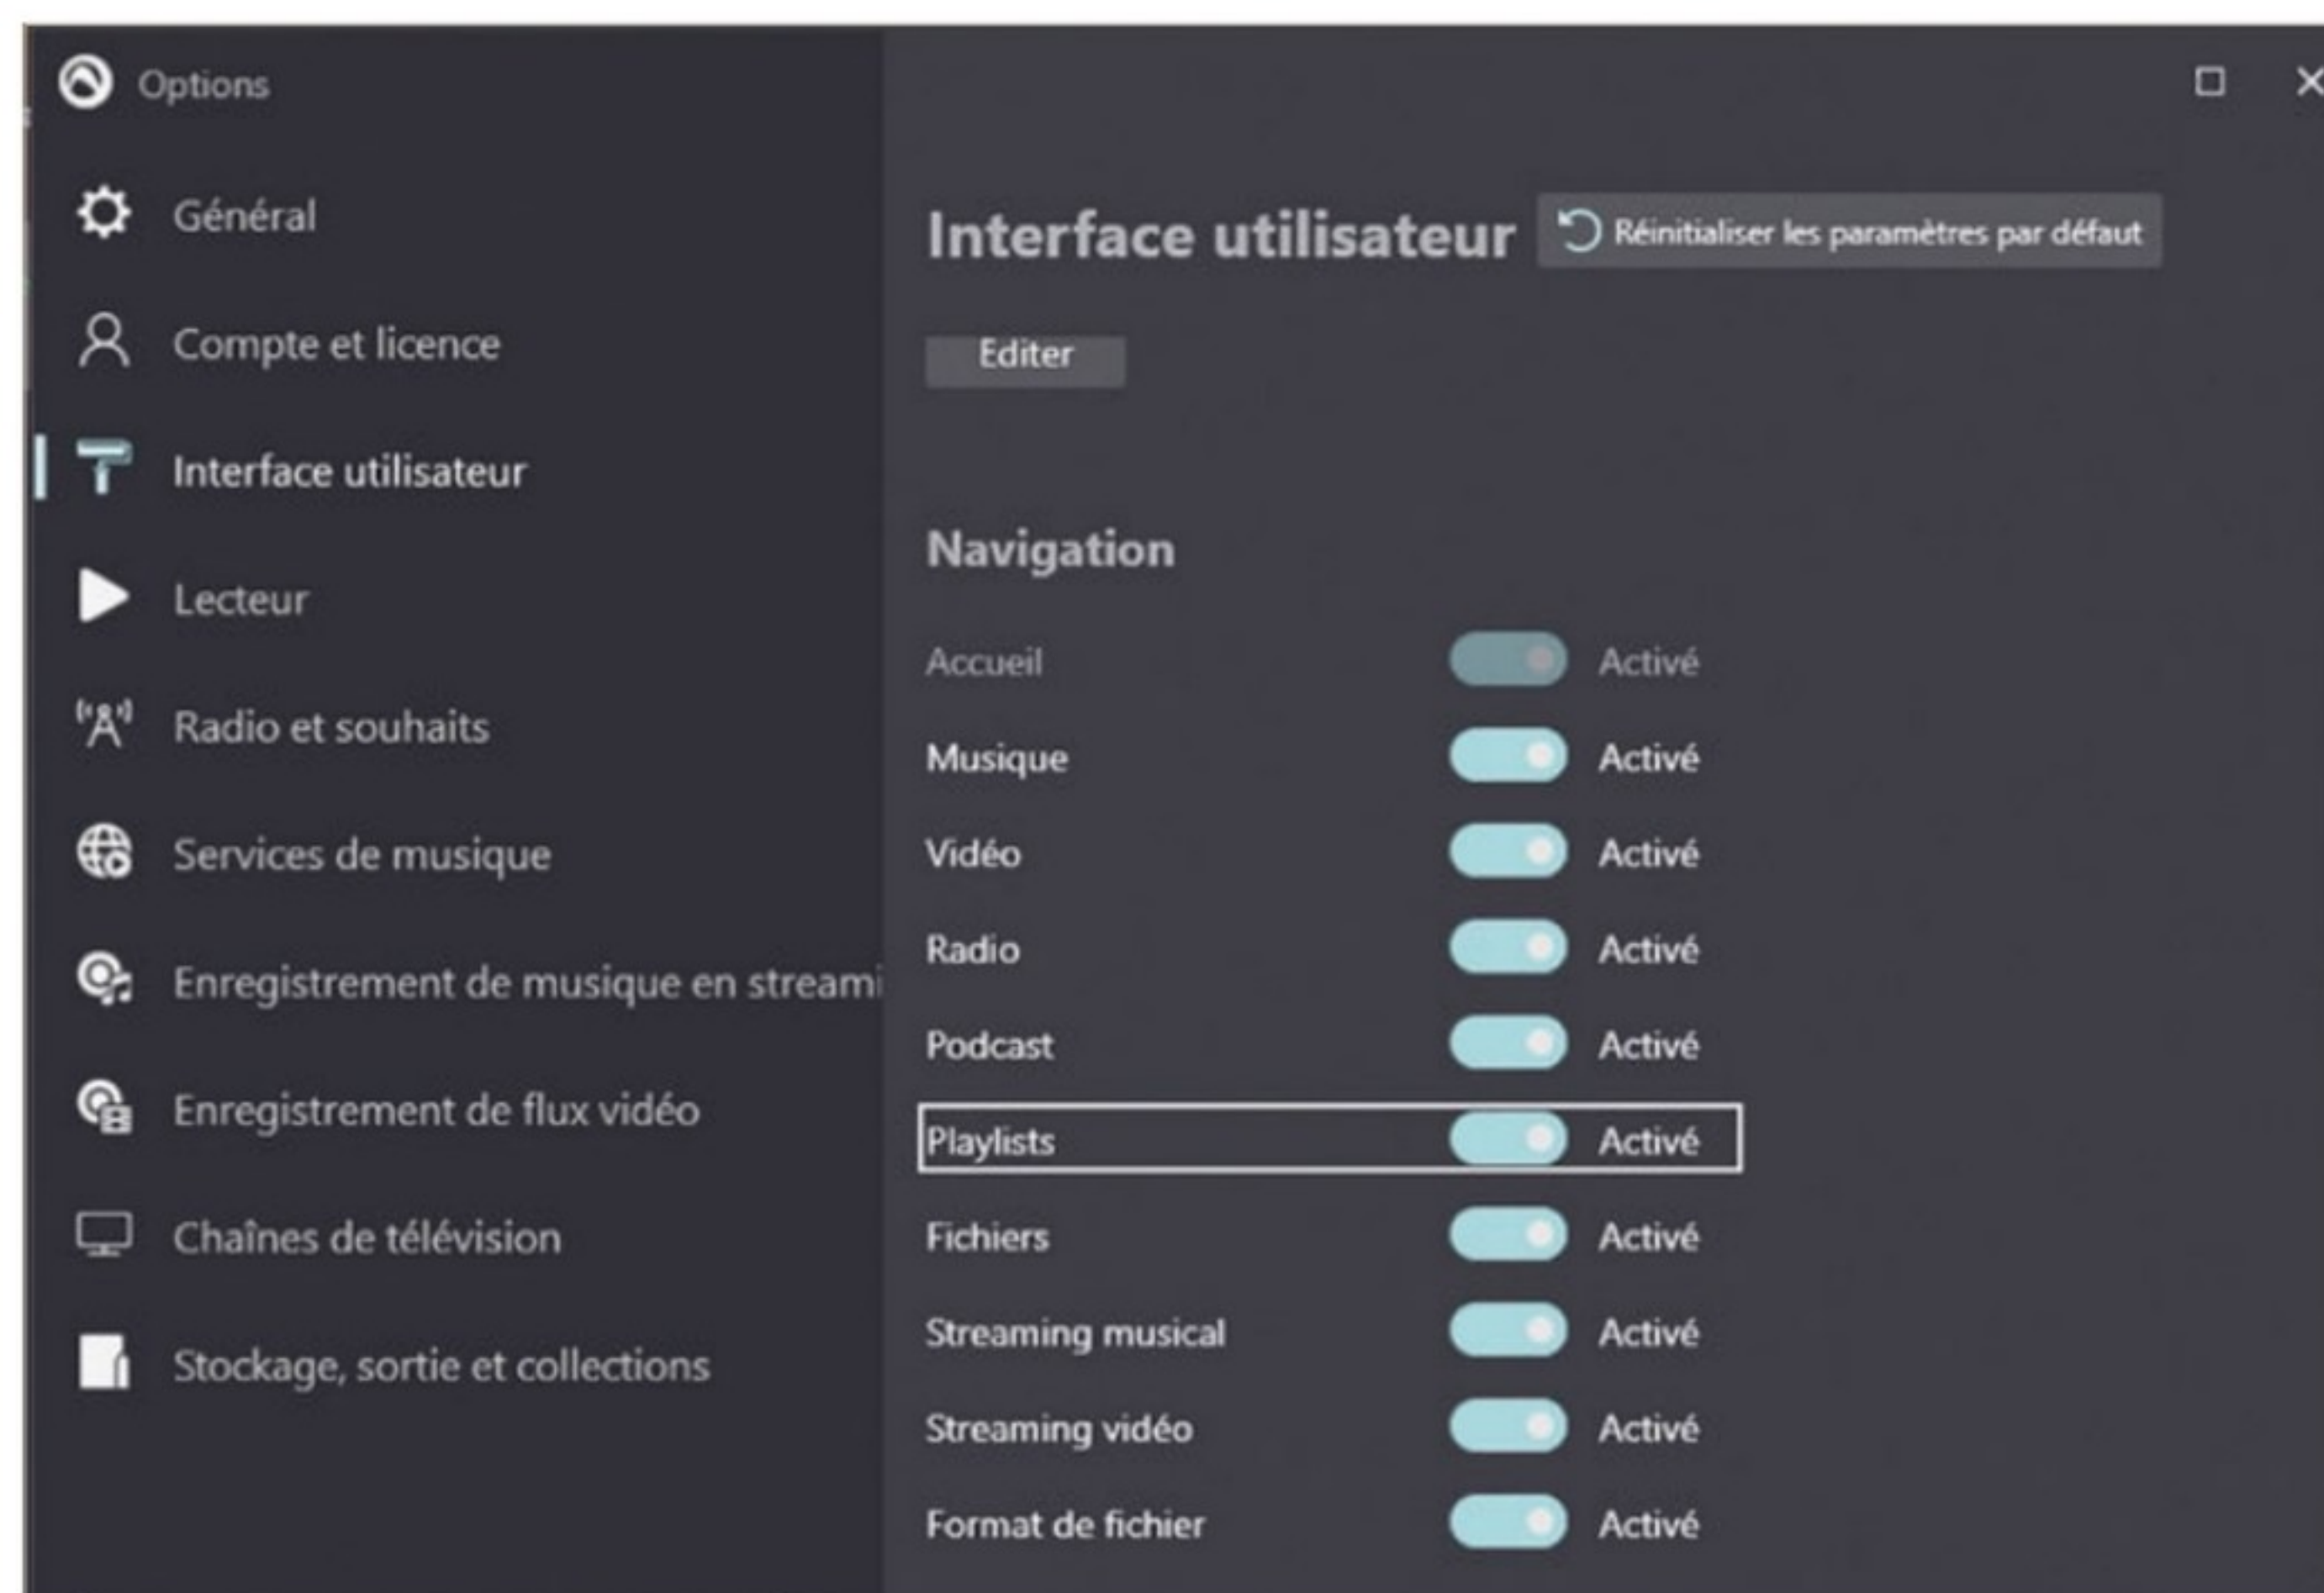 Options
Général
Compte et licence
Interface utilisateur
Lecteur
Radio et souhaits
Services de musique
Enregistrement de musique en streami
Enregistrement de flux vidéo
Chaînes de télévision
Stockage, sortie et collections
Interface utilisateur
Réinitialiser les paramètres par défaut
Editer
Navigation
Accueil Activé
Musique Activé
Vidéo Activé
Radio Activé
Podcast Activé
Playlists Activé
Fichiers Activé
Streaming musical Activé
Streaming vidéo Activé
Format de fichier Activé